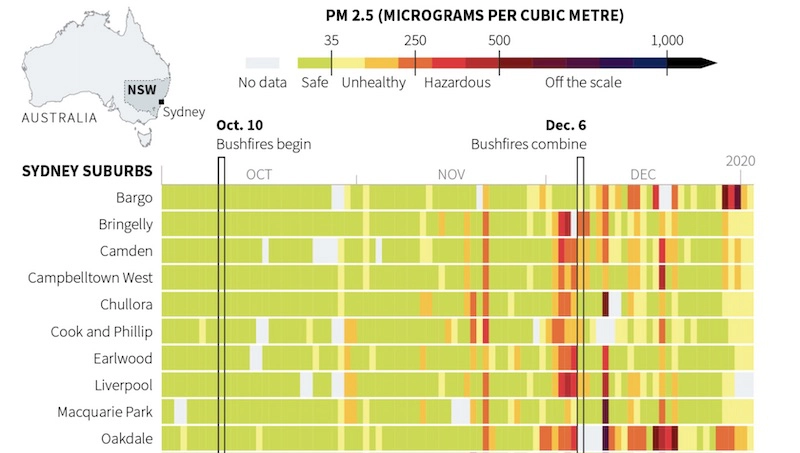 PM 2.5 (MICROGRAMS PER CUBIC METRE)
35 250 500 1,000
No data Safe Unhealthy Hazardous Off the scale
NSW
Sydney
AUSTRALIA
Oct. 10 Dec. 6
Bushfires begin Bushfires combine
SYDNEY SUBURBS OCT NOV DEC 2020
Bargo
Bringelly
Camden
Campbelltown West
Chullora
Cook and Phillip
Earlwood
Liverpool
Macquarie Park
Oakdale